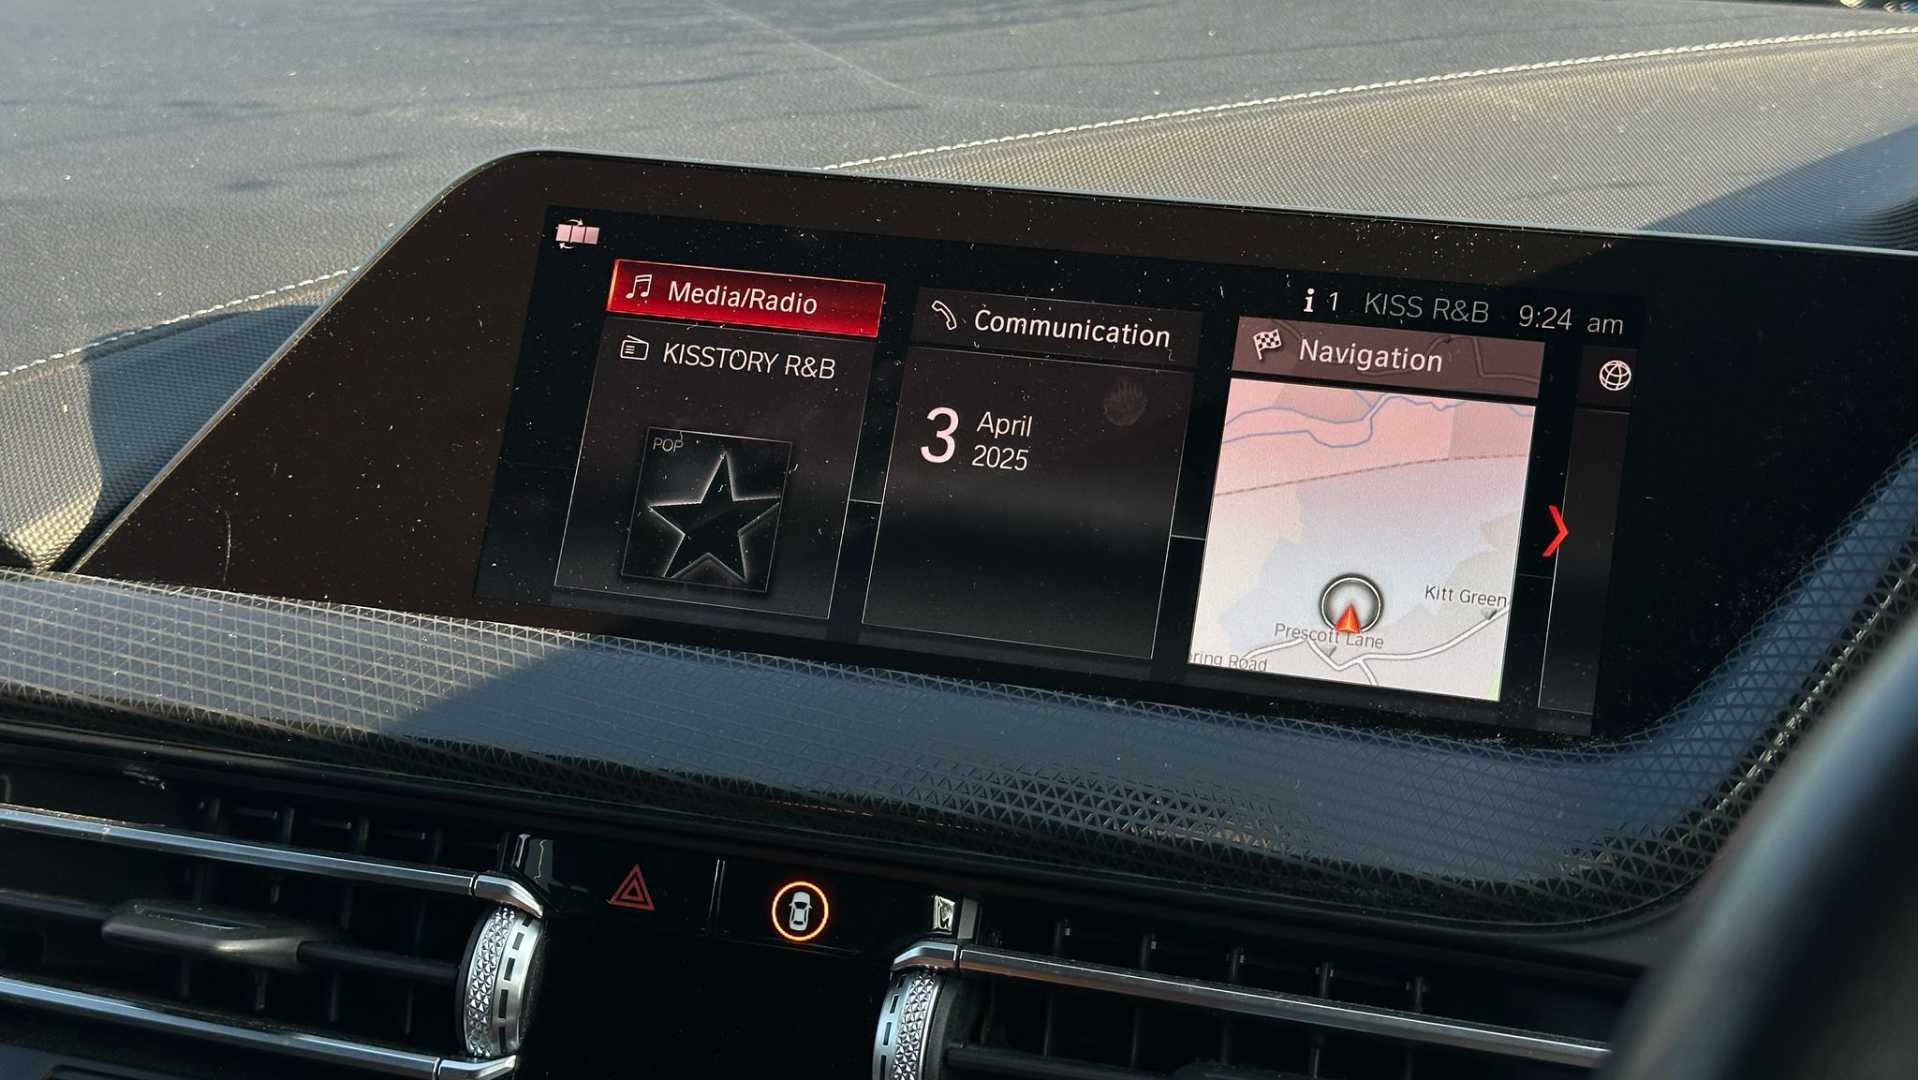 1 KISS R&B 9:24 am
Media/Radio
KISSTORY R&B
POP
Communication
3 April
2025
Navigation
Kitt Green
Prescott Lane
Road